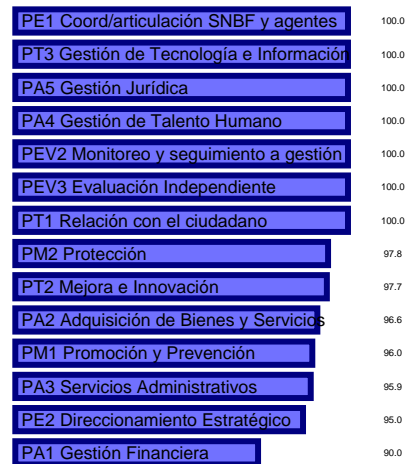 PE1 Coord/articulación SNBF y agentes 100.0
PT3 Gestión de Tecnología e Información 100.0
PA5 Gestión Jurídica 100.0
PA4 Gestión de Talento Humano 100.0
PEV2 Monitoreo y seguimiento a gestión 100.0
PEV3 Evaluación Independiente 100.0
PT1 Relación con el ciudadano 100.0
PM2 Protección 97.8
PT2 Mejora e Innovación 97.7
PA2 Adquisición de Bienes y Servicios 96.6
PM1 Promoción y Prevención 96.0
PA3 Servicios Administrativos 95.9
PE2 Direccionamiento Estratégico 95.0
PA1 Gestión Financiera 90.0